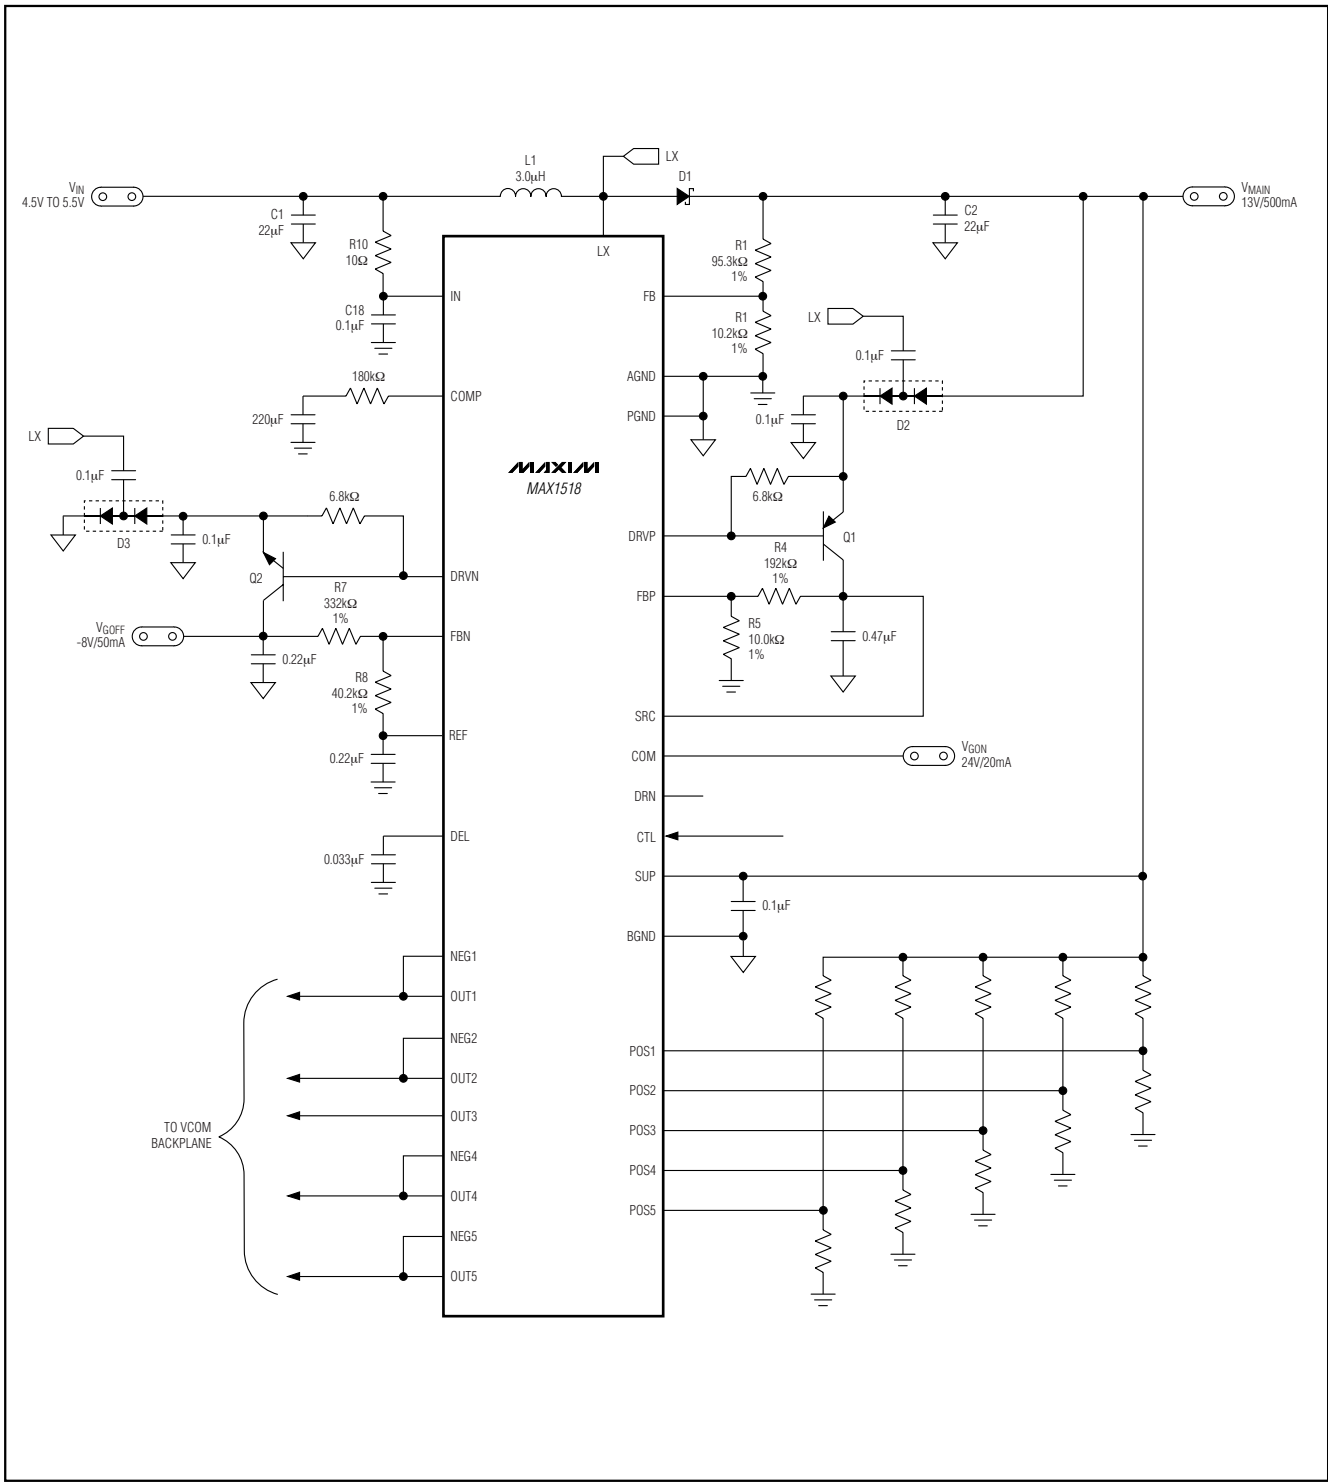 LX
L1
3.0µH
D1
VIN
4.5V TO 5.5V
VMAIN
13V/500mA
C1
22µF
C2
22µF
R10
10Ω
LX
R1
95.3kΩ
1%
IN
FB
C18
0.1µF
R1
10.2kΩ
1%
LX
0.1µF
180kΩ
COMP
AGND
PGND
220µF
0.1µF
D2
LX
0.1µF
MAXIM
MAX1518
6.8kΩ
6.8kΩ
D3
0.1µF
DRVP
Q1
Q2
DRVN
R4
192kΩ
1%
R7
332kΩ
1%
FBP
VGOFF
-8V/50mA
FBN
R5
10.0kΩ
1%
0.47µF
0.22µF
R8
40.2kΩ
1%
SRC
REF
0.22µF
COM
VGON
24V/20mA
DRN
DEL
CTL
0.033µF
SUP
0.1µF
BGND
NEG1
OUT1
NEG2
POS1
OUT2
POS2
OUT3
POS3
TO VCOM
BACKPLANE
NEG4
POS4
OUT4
POS5
NEG5
OUT5